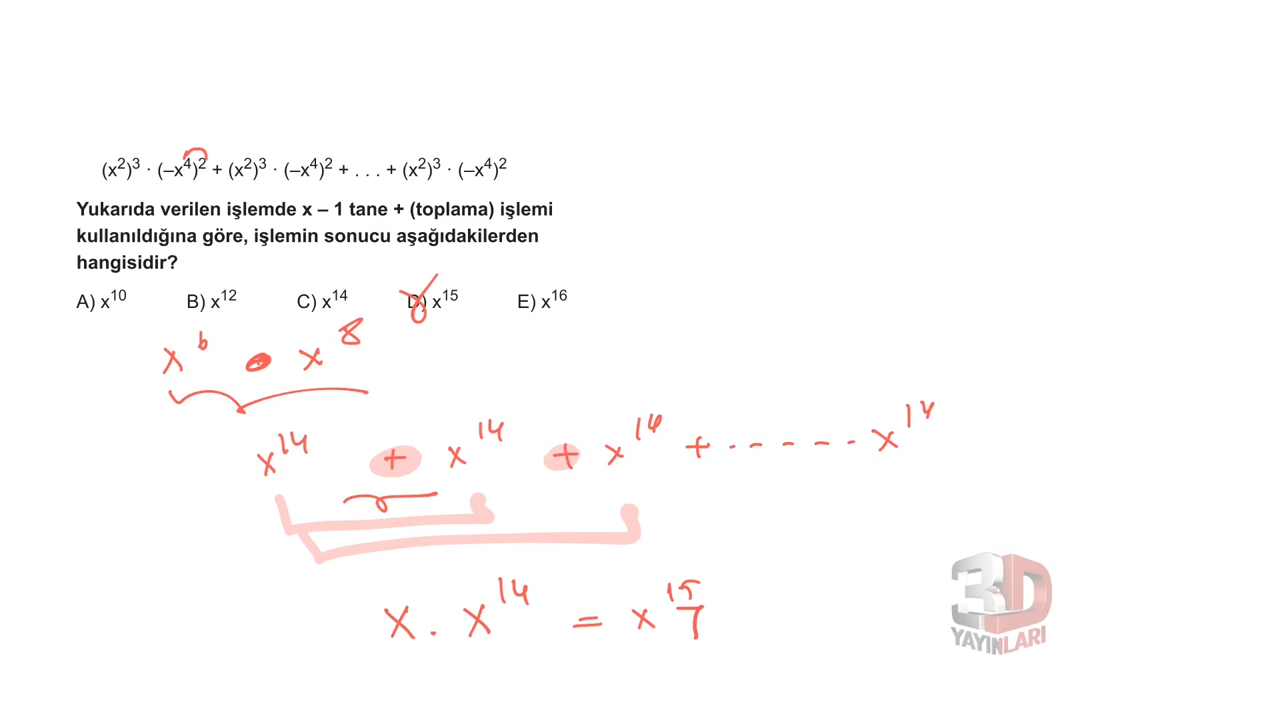 (x²)³ · (–x⁴)² + (x²)³ · (–x⁴)² + . . . + (x²)³ · (–x⁴)²
Yukarıda verilen işlemde x – 1 tane + (toplama) işlemi
kullanıldığına göre, işlemin sonucu aşağıdakilerden
hangisidir?
A) x¹⁰ B) x¹² C) x¹⁴ D) x¹⁵ E) x¹⁶
x⁶ · x⁸
x¹⁴ + x¹⁴ + x¹⁴ + - - - - - · x¹⁴
x . x¹⁴ = x¹⁵
3D
YAYINLARI